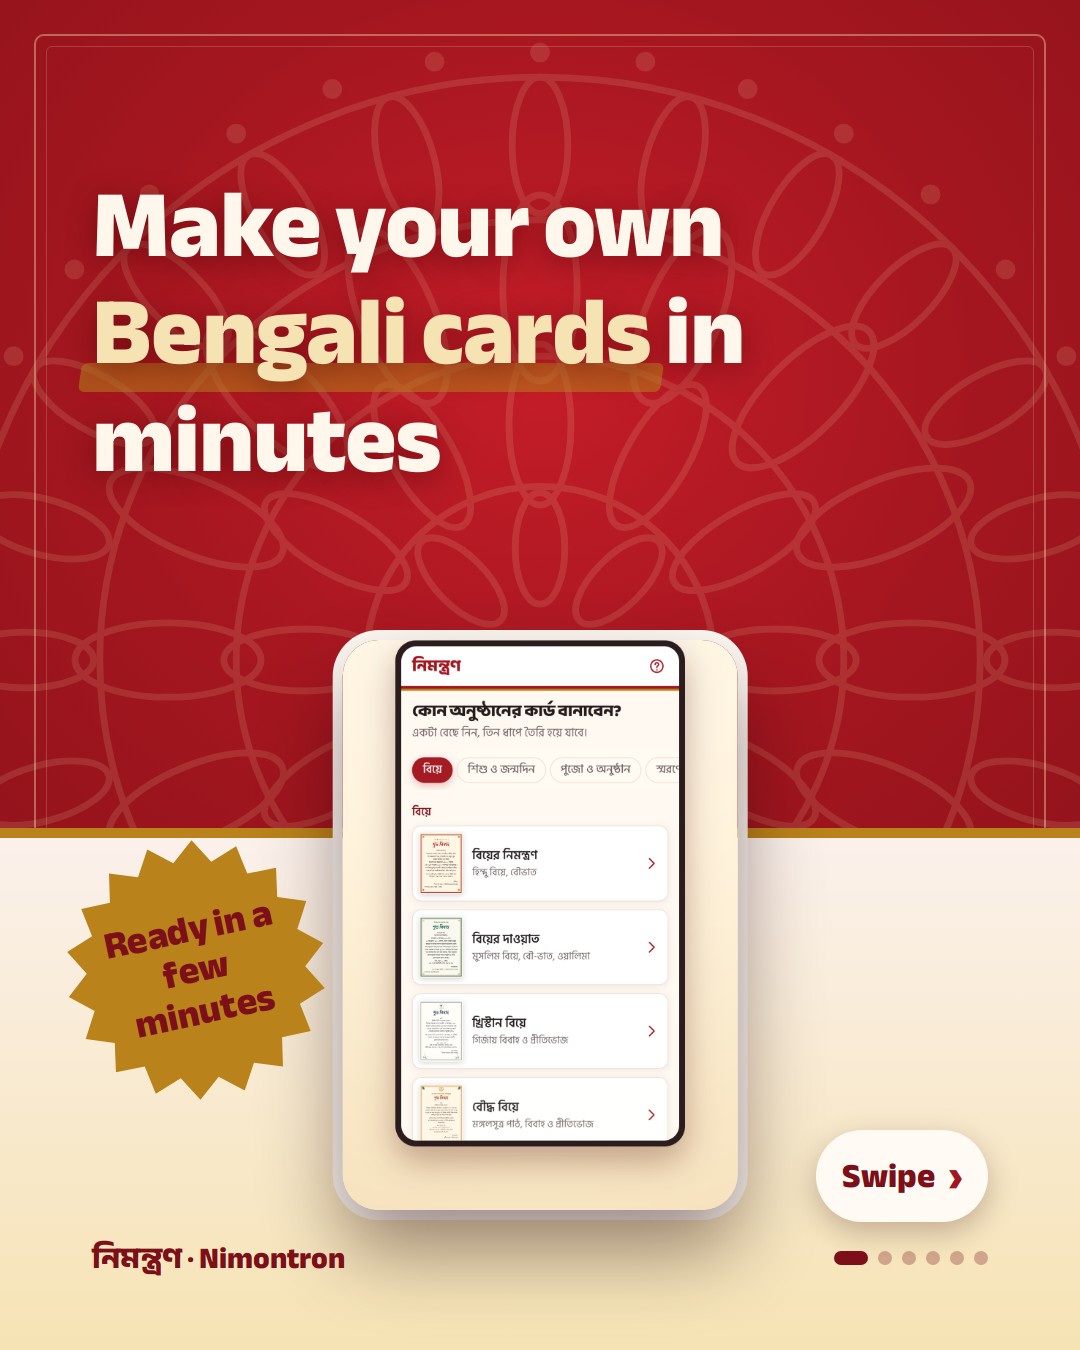 Make your own
Bengali cards in
minutes
নিমন্ত্রণ
কোন অনুষ্ঠানের কার্ড বানাবেন?
একটা বেছে নিন, তিন ধাপে তৈরি হয়ে যাবে।
বিয়ে
শিশু ও জন্মদিন
পুজো ও অনুষ্ঠান
বিয়ে
বিয়ের নিমন্ত্রণ
হিন্দু বিয়ে, বৌভাত
বিয়ের দাওয়াত
মুসলিম বিয়ে, বৌ-ভাত, ওয়ালিমা
খ্রিস্টান বিয়ে
গির্জায় বিবাহ ও প্রীতিভোজ
বৌদ্ধ বিয়ে
মঙ্গলসূত্র পাঠ, বিবাহ ও প্রীতিভোজ
Ready in a
few
minutes
Swipe ›
নিমন্ত্রণ · Nimontron